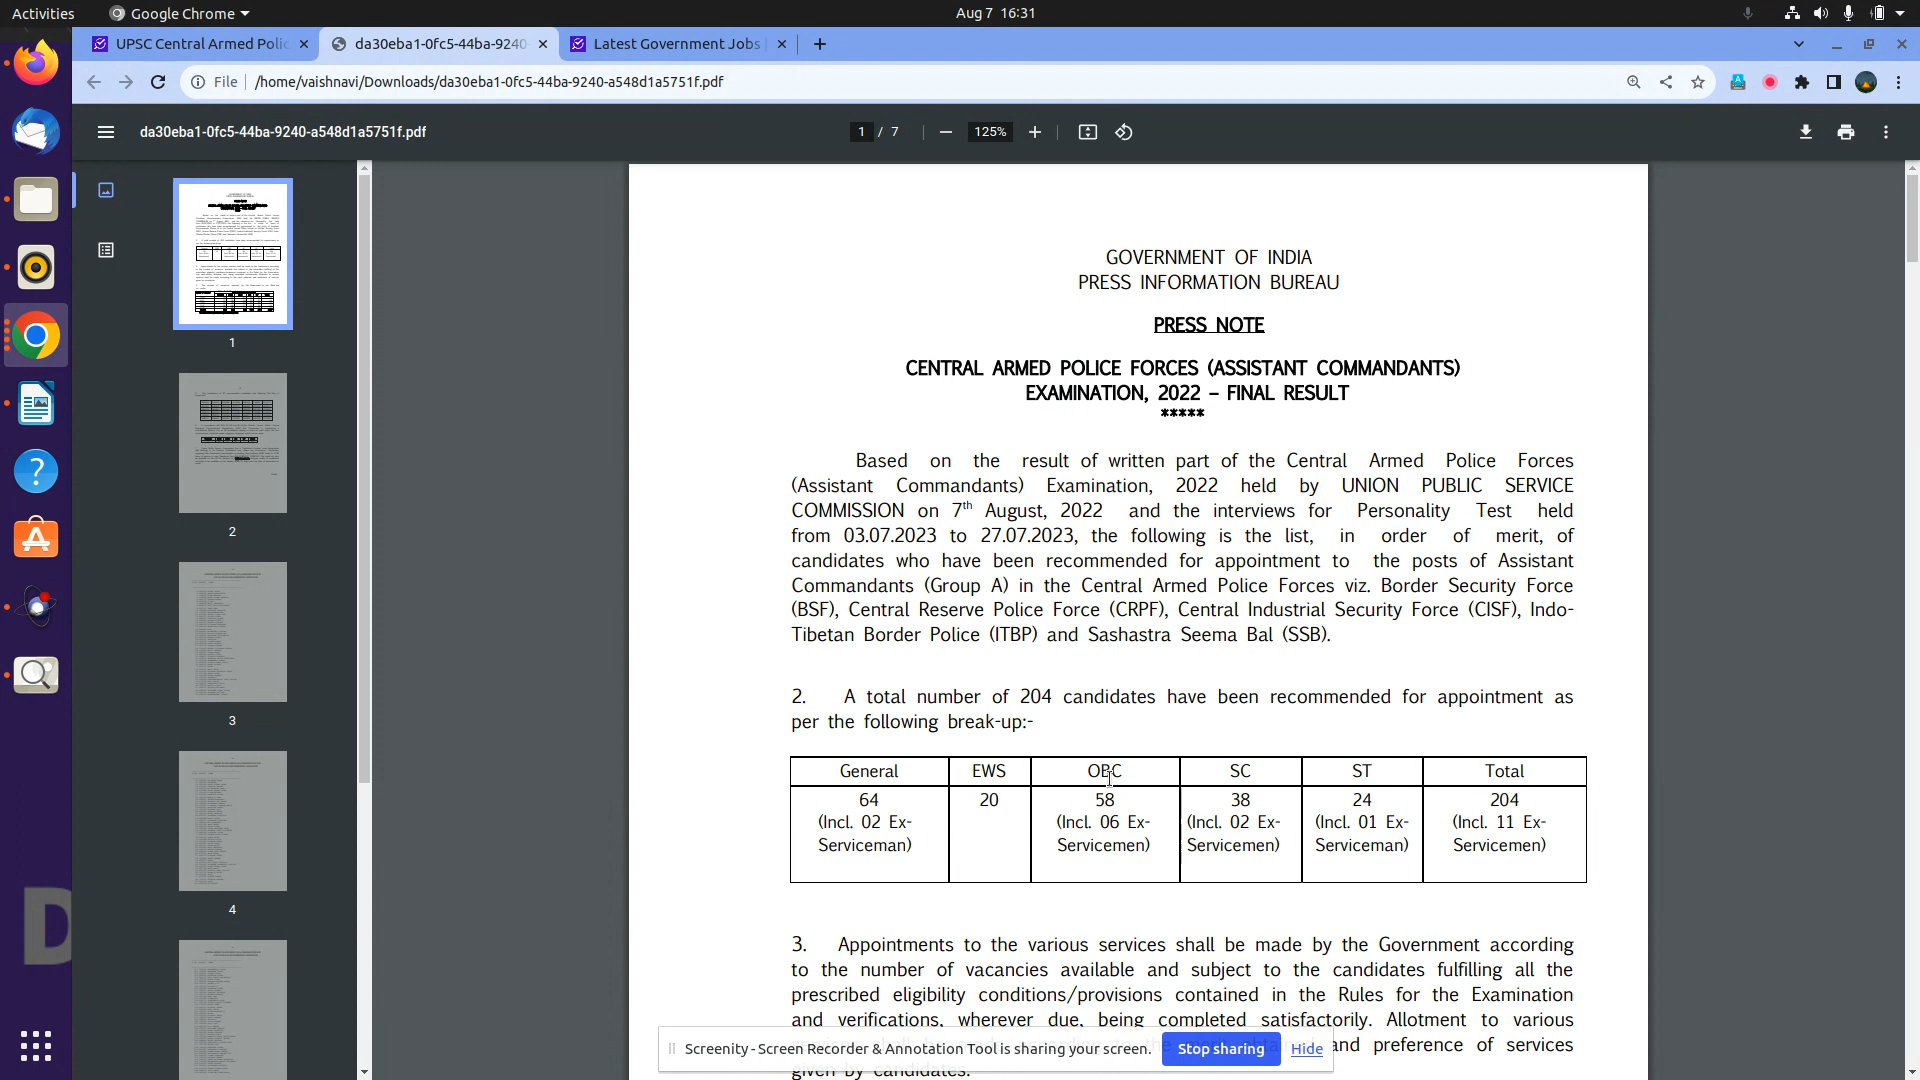 Activities
Google Chrome
Aug 7 16:31
UPSC Central Armed Polic
da30eba1-0fc5-44ba-9240
Latest Government Jobs
File
/home/vaishnavi/Downloads/da30eba1-0fc5-44ba-9240-a548d1a5751f.pdf
da30eba1-0fc5-44ba-9240-a548d1a5751f.pdf
1 / 7
125%
1
2
3
4
GOVERNMENT OF INDIA
PRESS INFORMATION BUREAU
PRESS NOTE
CENTRAL ARMED POLICE FORCES (ASSISTANT COMMANDANTS)
EXAMINATION, 2022 – FINAL RESULT
*****
Based on the result of written part of the Central Armed Police Forces
(Assistant Commandants) Examination, 2022 held by UNION PUBLIC SERVICE
COMMISSION on 7th August, 2022 and the interviews for Personality Test held
from 03.07.2023 to 27.07.2023, the following is the list, in order of merit, of
candidates who have been recommended for appointment to the posts of Assistant
Commandants (Group A) in the Central Armed Police Forces viz. Border Security Force
(BSF), Central Reserve Police Force (CRPF), Central Industrial Security Force (CISF), Indo-
Tibetan Border Police (ITBP) and Sashastra Seema Bal (SSB).
2. A total number of 204 candidates have been recommended for appointment as
per the following break-up:-
General EWS OBC SC ST Total
64 20 58 38 24 204
(Incl. 02 Ex- (Incl. 06 Ex- (Incl. 02 Ex- (Incl. 01 Ex- (Incl. 11 Ex-
Serviceman) Servicemen) Servicemen) Serviceman) Servicemen)
3. Appointments to the various services shall be made by the Government according
to the number of vacancies available and subject to the candidates fulfilling all the
prescribed eligibility conditions/provisions contained in the Rules for the Examination
and verifications, wherever due, being completed satisfactorily. Allotment to various
and preference of services
given by candidates.
Screenity - Screen Recorder & Annotation Tool is sharing your screen.
Stop sharing
Hide